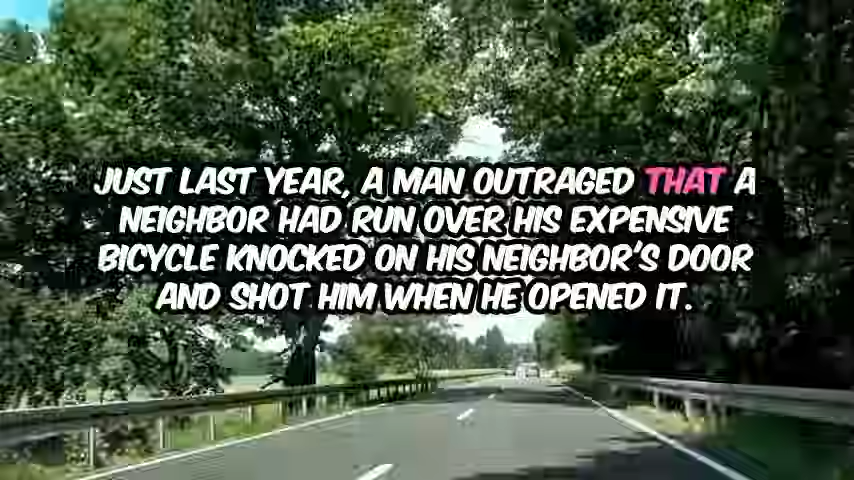 JUST LAST YEAR, A MAN OUTRAGED THAT A
NEIGHBOR HAD RUN OVER HIS EXPENSIVE
BICYCLE KNOCKED ON HIS NEIGHBOR'S DOOR
AND SHOT HIM WHEN HE OPENED IT.